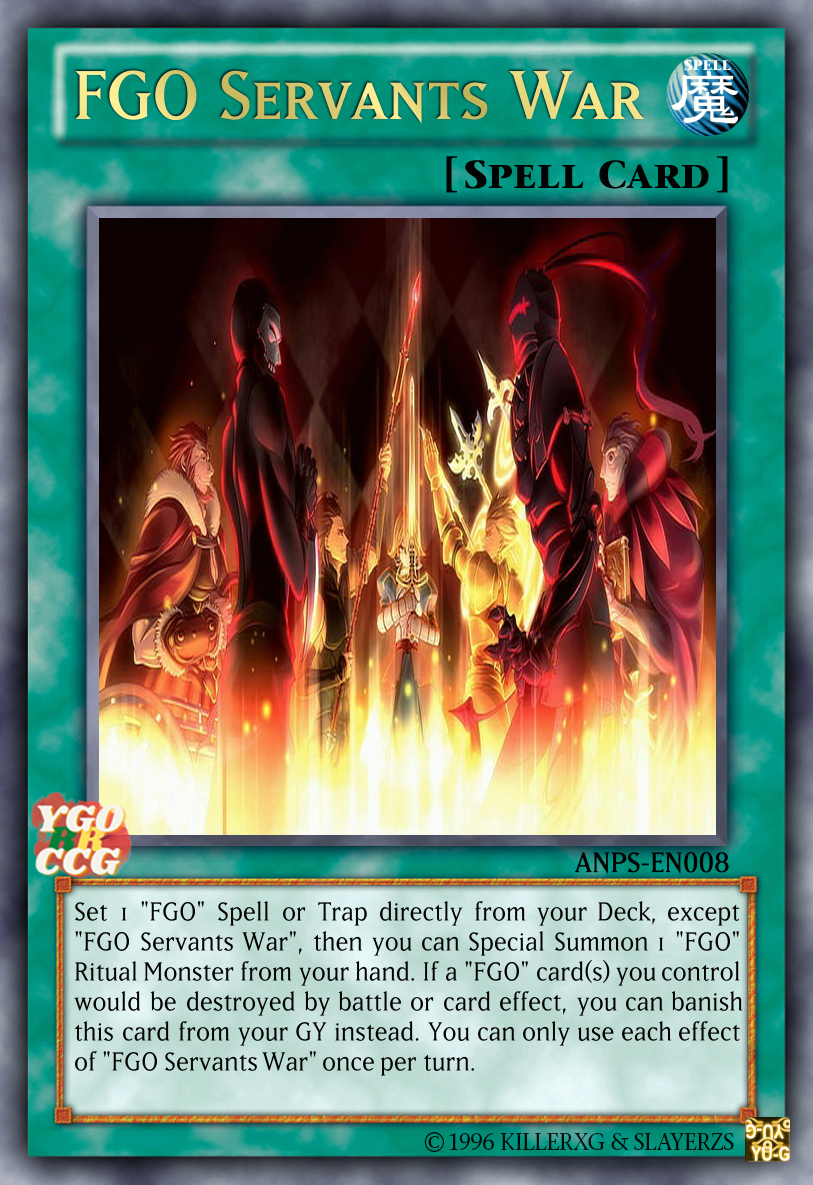 FGO SERVANTS WAR
SPELL
魔
[SPELL CARD]
YGO
BR
CCG
ANPS-EN008
Set 1 "FGO" Spell or Trap directly from your Deck, except
"FGO Servants War", then you can Special Summon 1 "FGO"
Ritual Monster from your hand. If a "FGO" card(s) you control
would be destroyed by battle or card effect, you can banish
this card from your GY instead. You can only use each effect
of "FGO Servants War" once per turn.
© 1996 KILLERXG & SLAYERZS